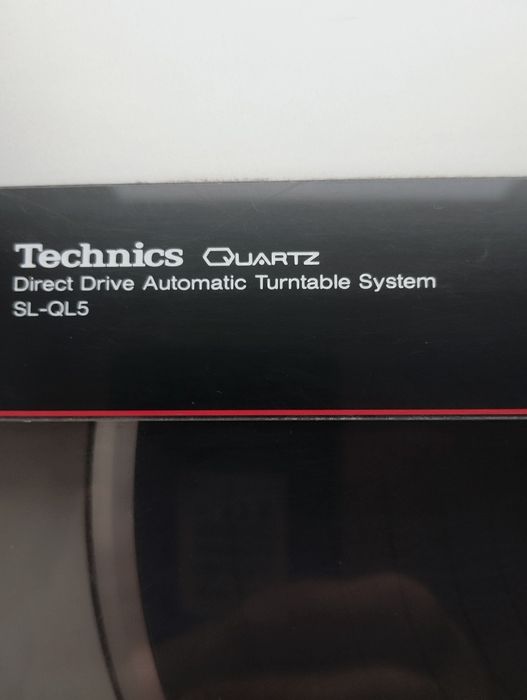 Technics QUARTZ
Direct Drive Automatic Turntable System
SL-QL5